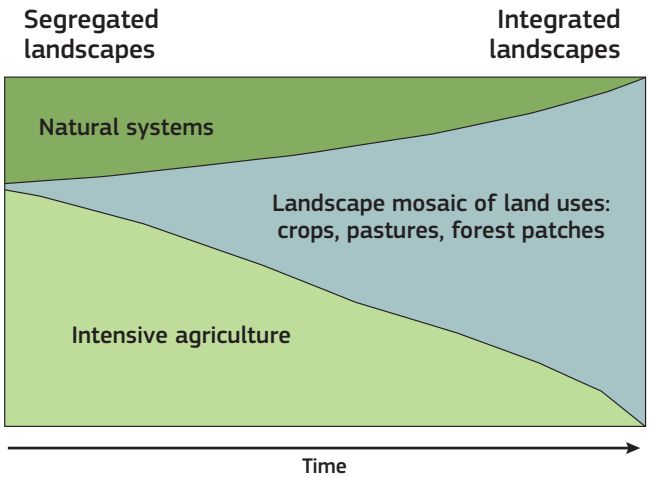 Segregated
landscapes
Integrated
landscapes
Natural systems
Landscape mosaic of land uses:
crops, pastures, forest patches
Intensive agriculture
Time